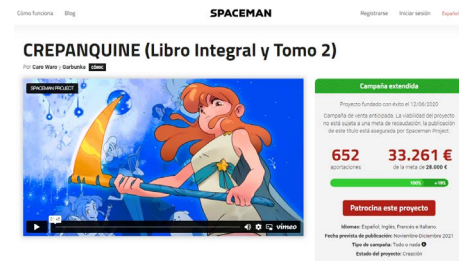 Cómo funciona Blog SPACEMAN Registrarse Iniciar sesión Español
CREPANQUINE (Libro Integral y Tomo 2)
Por Caro Waro y Garbunka cómic
SPACEMAN PROJECT
vimeo
Campaña extendida
Proyecto fundado con éxito el 12/06/2020
Campaña de venta anticipada. La viabilidad del proyecto
no está sujeta a una meta de recaudación, la publicación
de este título está asegurada por Spaceman Project.
652 33.261 €
aportaciones de la meta de 28.000 €
100% +19%
Patrocina este proyecto
Idiomas: Español, Inglés, Francés e Italiano.
Fecha prevista de publicación: Noviembre-Diciembre 2021
Tipo de campaña: Todo o nada
Estado del proyecto: Creación